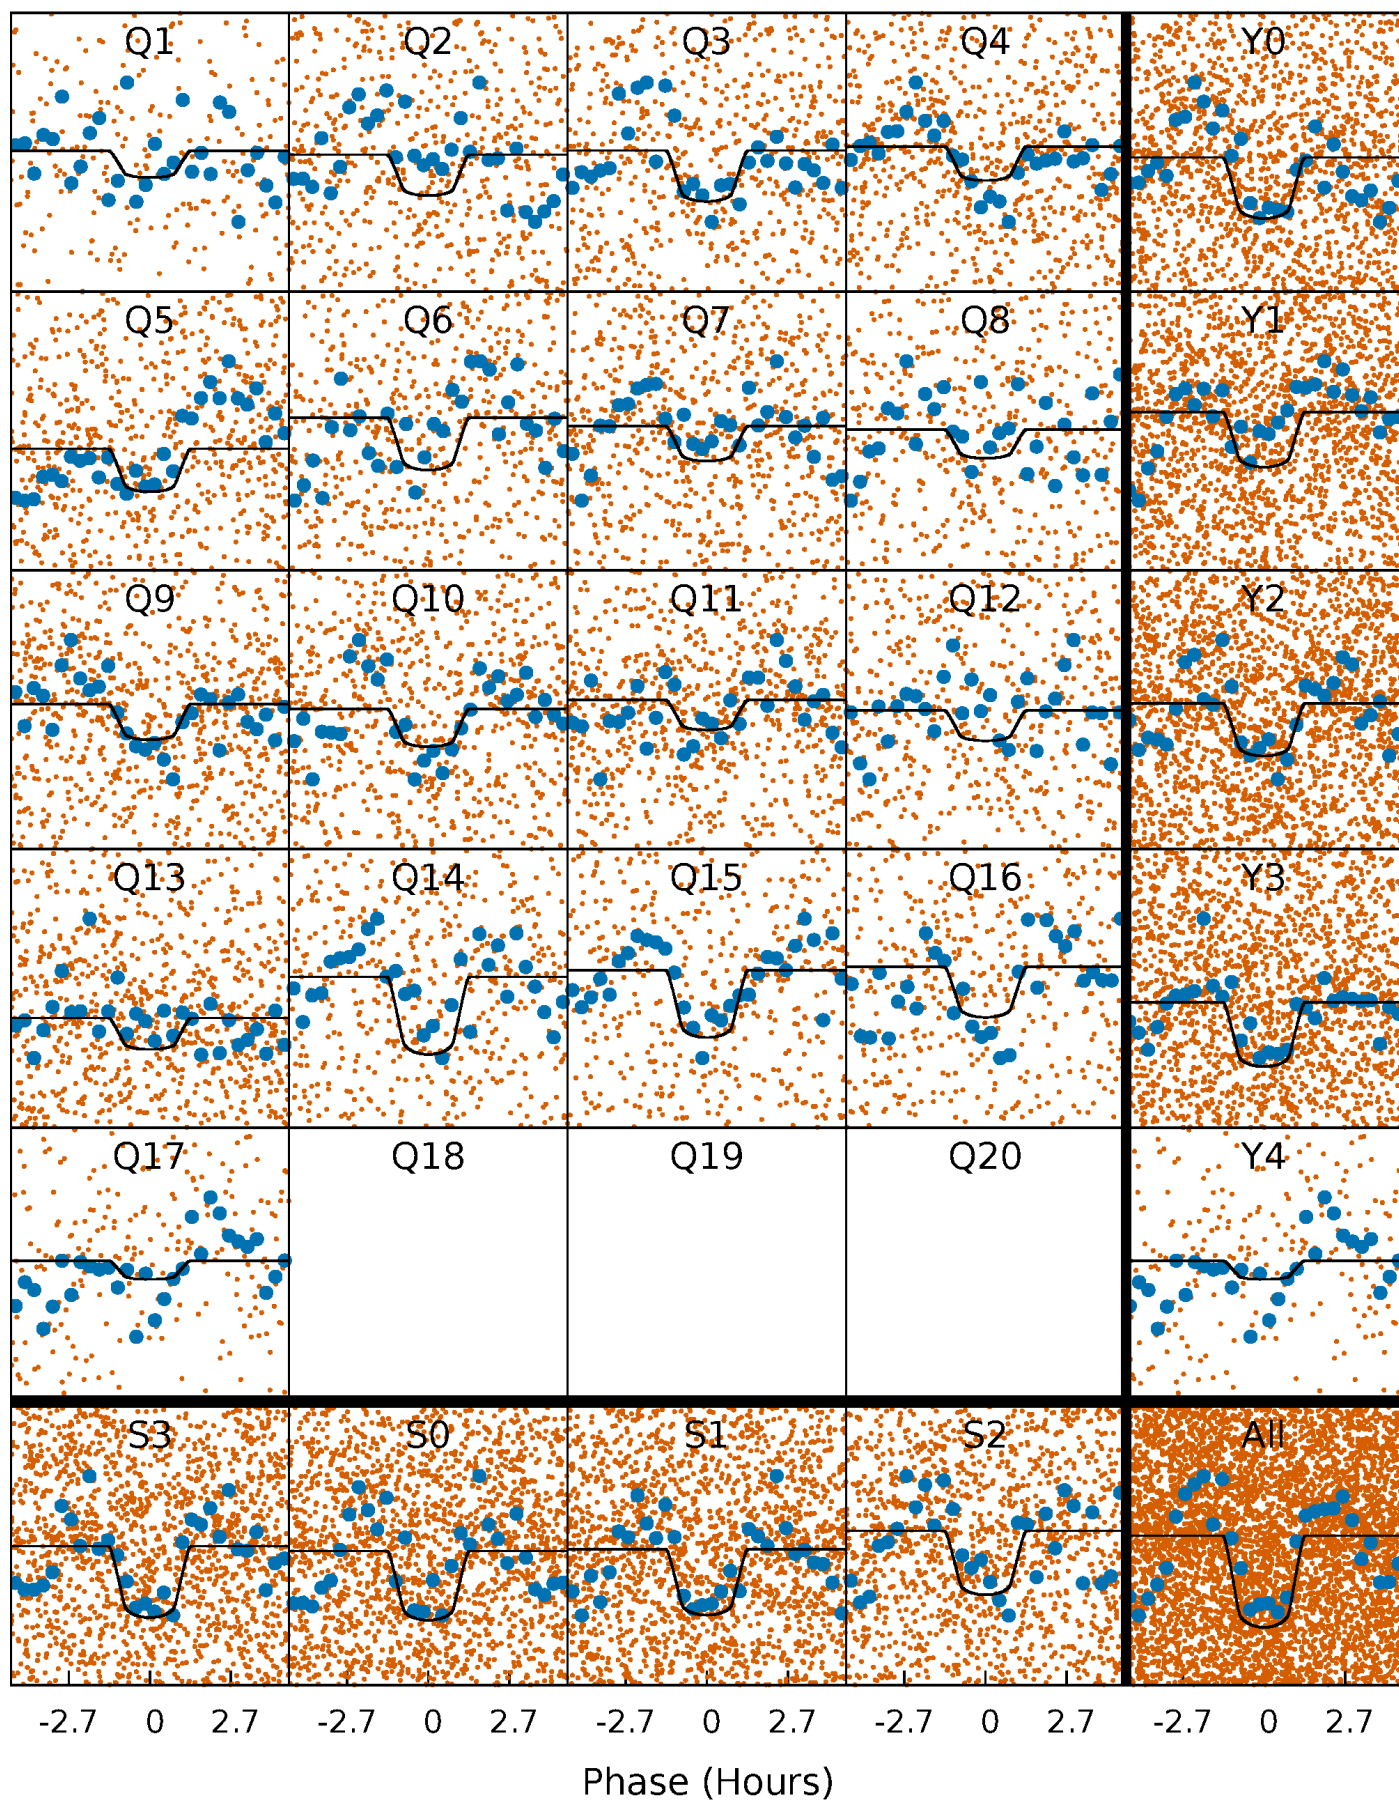 Q1 Q2 Q3 Q4 Y0
Q5 Q6 Q7 Q8 Y1
Q9 Q10 Q11 Q12 Y2
Q13 Q14 Q15 Q16 Y3
Q17 Q18 Q19 Q20 Y4
S3 S0 S1 S2 All
-2.7 0 2.7 -2.7 0 2.7 -2.7 0 2.7 -2.7 0 2.7 -2.7 0 2.7
Phase (Hours)